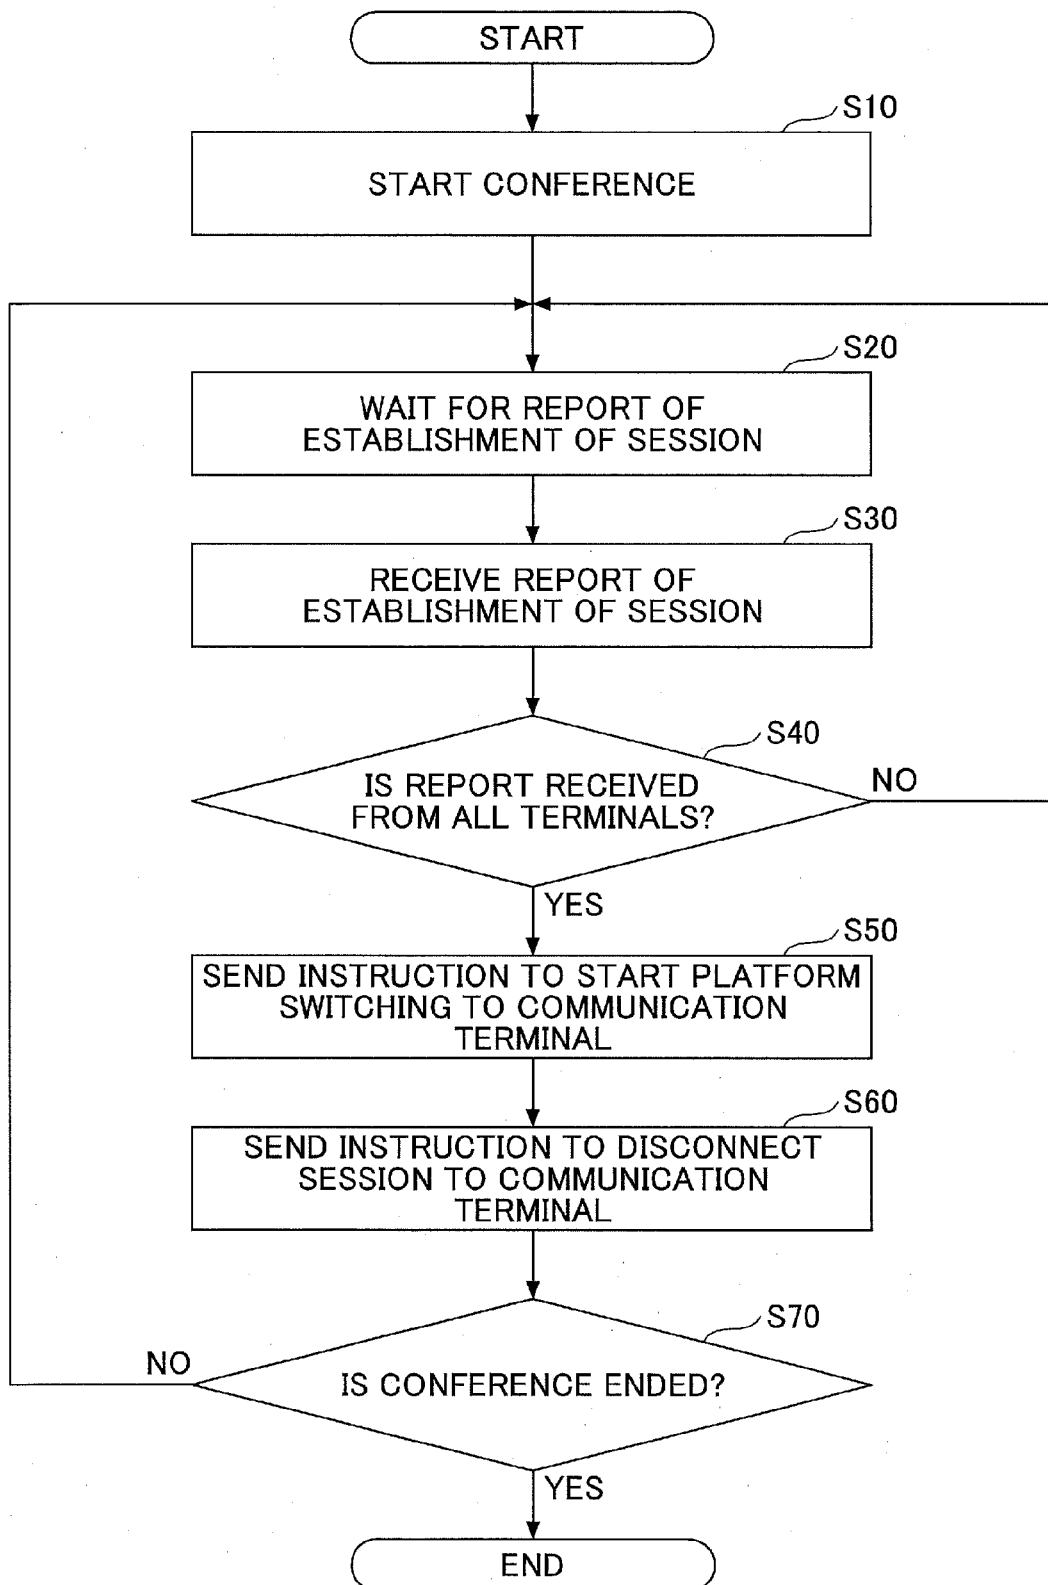 START
S10
START CONFERENCE
S20
WAIT FOR REPORT OF
ESTABLISHMENT OF SESSION
S30
RECEIVE REPORT OF
ESTABLISHMENT OF SESSION
S40
IS REPORT RECEIVED
FROM ALL TERMINALS?
NO
YES
S50
SEND INSTRUCTION TO START PLATFORM
SWITCHING TO COMMUNICATION
TERMINAL
S60
SEND INSTRUCTION TO DISCONNECT
SESSION TO COMMUNICATION
TERMINAL
S70
NO
IS CONFERENCE ENDED?
YES
END